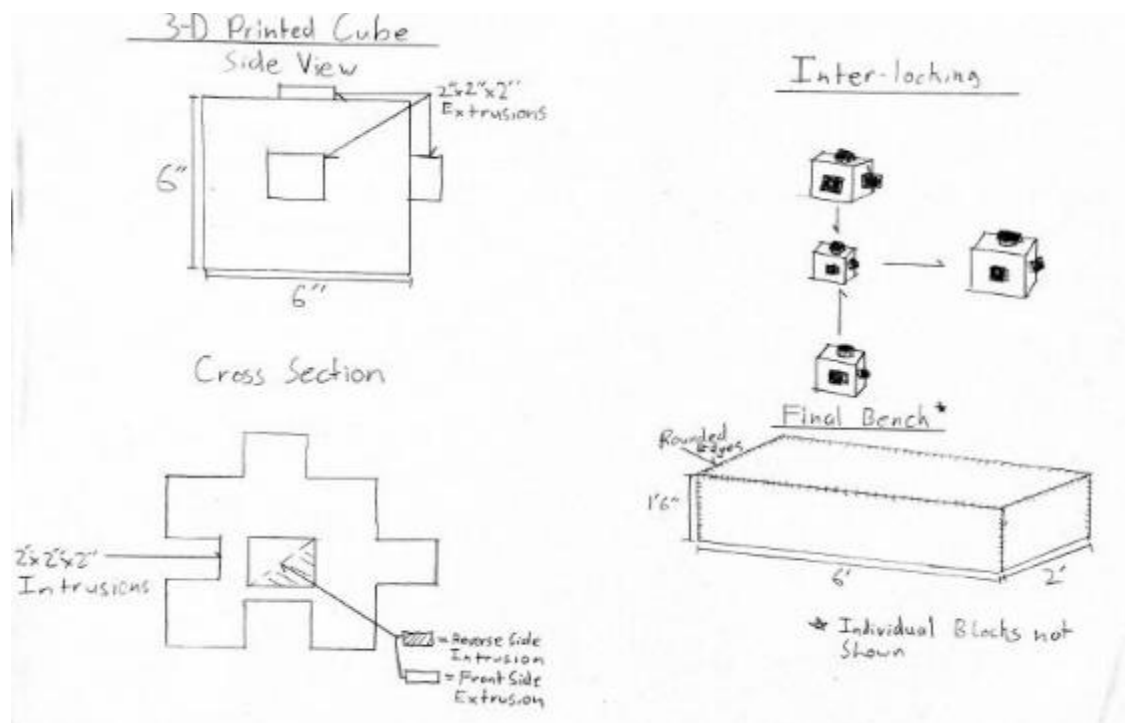 3-D Printed Cube
Side View
2"x2"x2"
Extrusions
6"
6"
Cross Section
2"x2"x2"
Intrusions
= Reverse Side
Intrusion
= Front Side
Extrusion
Inter-locking
Final Bench*
Rounded
Edges
1'6"
6'
2'
* Individual Blocks not
Shown